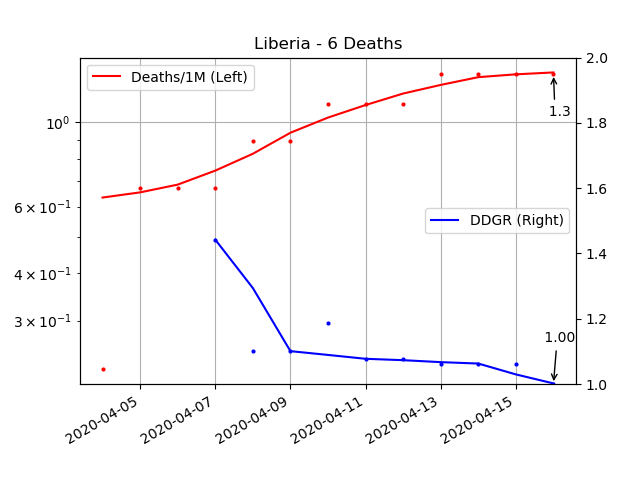 Liberia - 6 Deaths
Deaths/1M (Left)
DDGR (Right)
1.3
1.00
10⁰
6 × 10⁻¹
4 × 10⁻¹
3 × 10⁻¹
2.0
1.8
1.6
1.4
1.2
1.0
2020-04-05
2020-04-07
2020-04-09
2020-04-11
2020-04-13
2020-04-15